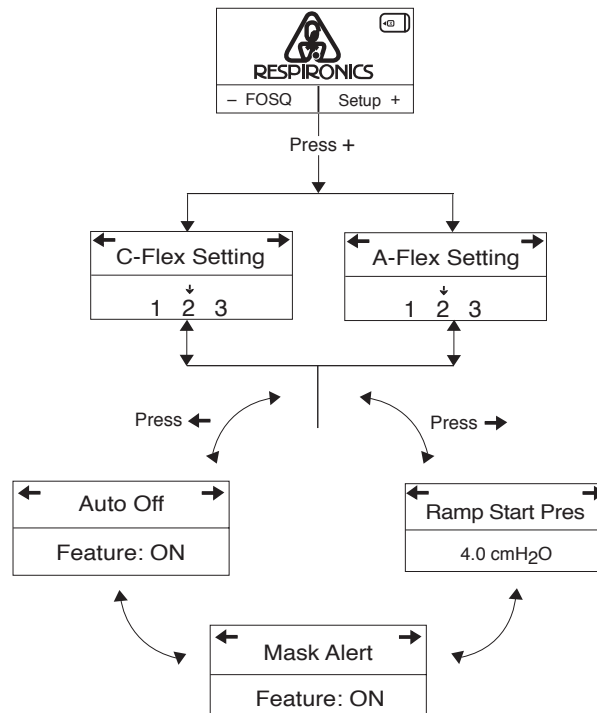 RESPIRONICS
– FOSQ Setup +
Press +
C-Flex Setting
1 2 3
A-Flex Setting
1 2 3
Press ←
Press →
Auto Off
Feature: ON
Ramp Start Pres
4.0 cmH2O
Mask Alert
Feature: ON